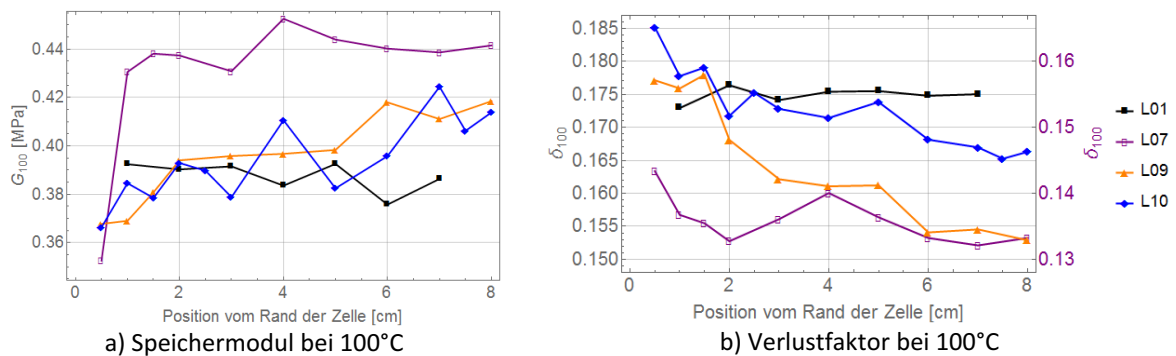 0.44
0.42
0.40
0.38
0.36
G100 [MPa]
0 2 4 6 8
Position vom Rand der Zelle [cm]
a) Speichermodul bei 100°C
0.185
0.180
0.175
0.170
0.165
0.160
0.155
0.150
δ100
0.16
0.15
0.14
0.13
δ100
0 2 4 6 8
Position vom Rand der Zelle [cm]
b) Verlustfaktor bei 100°C
L01
L07
L09
L10